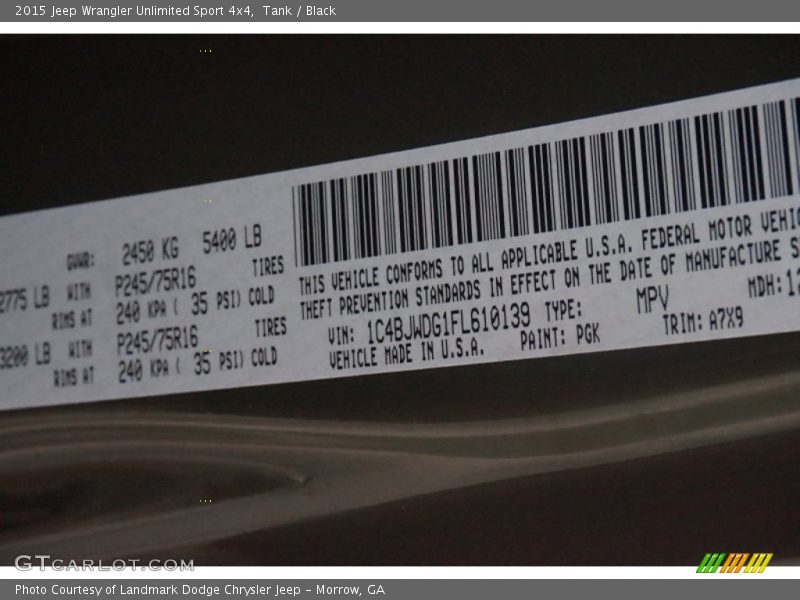 2015 Jeep Wrangler Unlimited Sport 4x4,  Tank / Black
GVWR: 2450 KG 5400 LB
2775 LB WITH P245/75R16 TIRES
RIMS AT 240 KPA ( 35 PSI) COLD
3200 LB WITH P245/75R16 TIRES
RIMS AT 240 KPA ( 35 PSI) COLD
THIS VEHICLE CONFORMS TO ALL APPLICABLE U.S.A. FEDERAL MOTOR VEHIC
THEFT PREVENTION STANDARDS IN EFFECT ON THE DATE OF MANUFACTURE S
VIN: 1C4BJWDG1FL610139 TYPE: MPV MDH: 12
VEHICLE MADE IN U.S.A. PAINT: PGK TRIM: A7X9
GTCARLOT.COM
Photo Courtesy of Landmark Dodge Chrysler Jeep – Morrow, GA